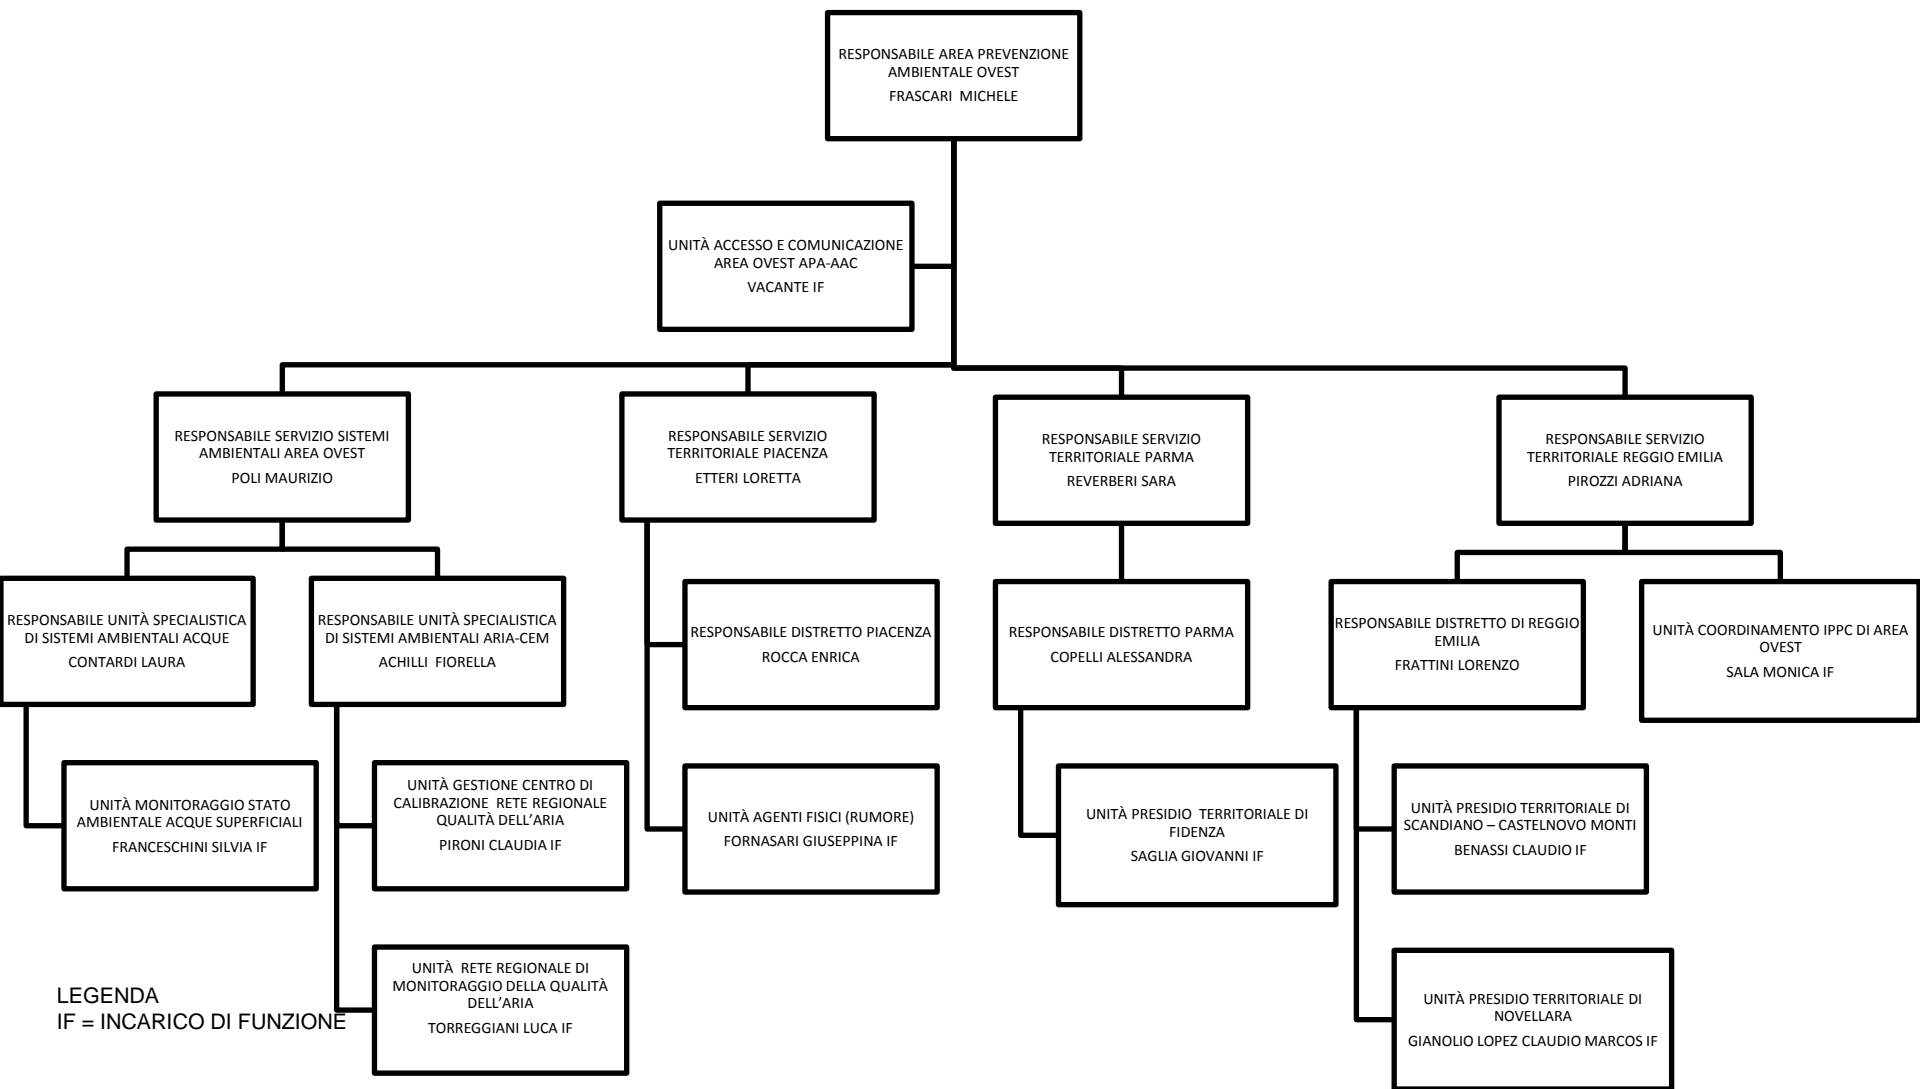 RESPONSABILE AREA PREVENZIONE
AMBIENTALE OVEST
FRASCARI  MICHELE
UNITÀ ACCESSO E COMUNICAZIONE
AREA OVEST APA-AAC
VACANTE IF
RESPONSABILE SERVIZIO SISTEMI
AMBIENTALI AREA OVEST
POLI MAURIZIO
RESPONSABILE SERVIZIO
TERRITORIALE PIACENZA
ETTERI LORETTA
RESPONSABILE SERVIZIO
TERRITORIALE PARMA
REVERBERI SARA
RESPONSABILE SERVIZIO
TERRITORIALE REGGIO EMILIA
PIROZZI ADRIANA
RESPONSABILE UNITÀ SPECIALISTICA
DI SISTEMI AMBIENTALI ACQUE
CONTARDI LAURA
RESPONSABILE UNITÀ SPECIALISTICA
DI SISTEMI AMBIENTALI ARIA-CEM
ACHILLI  FIORELLA
RESPONSABILE DISTRETTO PIACENZA
ROCCA ENRICA
RESPONSABILE DISTRETTO PARMA
COPELLI ALESSANDRA
RESPONSABILE DISTRETTO DI REGGIO
EMILIA
FRATTINI LORENZO
UNITÀ COORDINAMENTO IPPC DI AREA
OVEST
SALA MONICA IF
UNITÀ MONITORAGGIO STATO
AMBIENTALE ACQUE SUPERFICIALI
FRANCESCHINI SILVIA IF
UNITÀ GESTIONE CENTRO DI
CALIBRAZIONE  RETE REGIONALE
QUALITÀ DELL’ARIA
PIRONI CLAUDIA IF
UNITÀ AGENTI FISICI (RUMORE)
FORNASARI GIUSEPPINA IF
UNITÀ PRESIDIO  TERRITORIALE DI
FIDENZA
SAGLIA GIOVANNI IF
UNITÀ PRESIDIO TERRITORIALE DI
SCANDIANO – CASTELNOVO MONTI
BENASSI CLAUDIO IF
UNITÀ  RETE REGIONALE DI
MONITORAGGIO DELLA QUALITÀ
DELL’ARIA
TORREGGIANI LUCA IF
UNITÀ PRESIDIO TERRITORIALE DI
NOVELLARA
GIANOLIO LOPEZ CLAUDIO MARCOS IF
LEGENDA
IF = INCARICO DI FUNZIONE